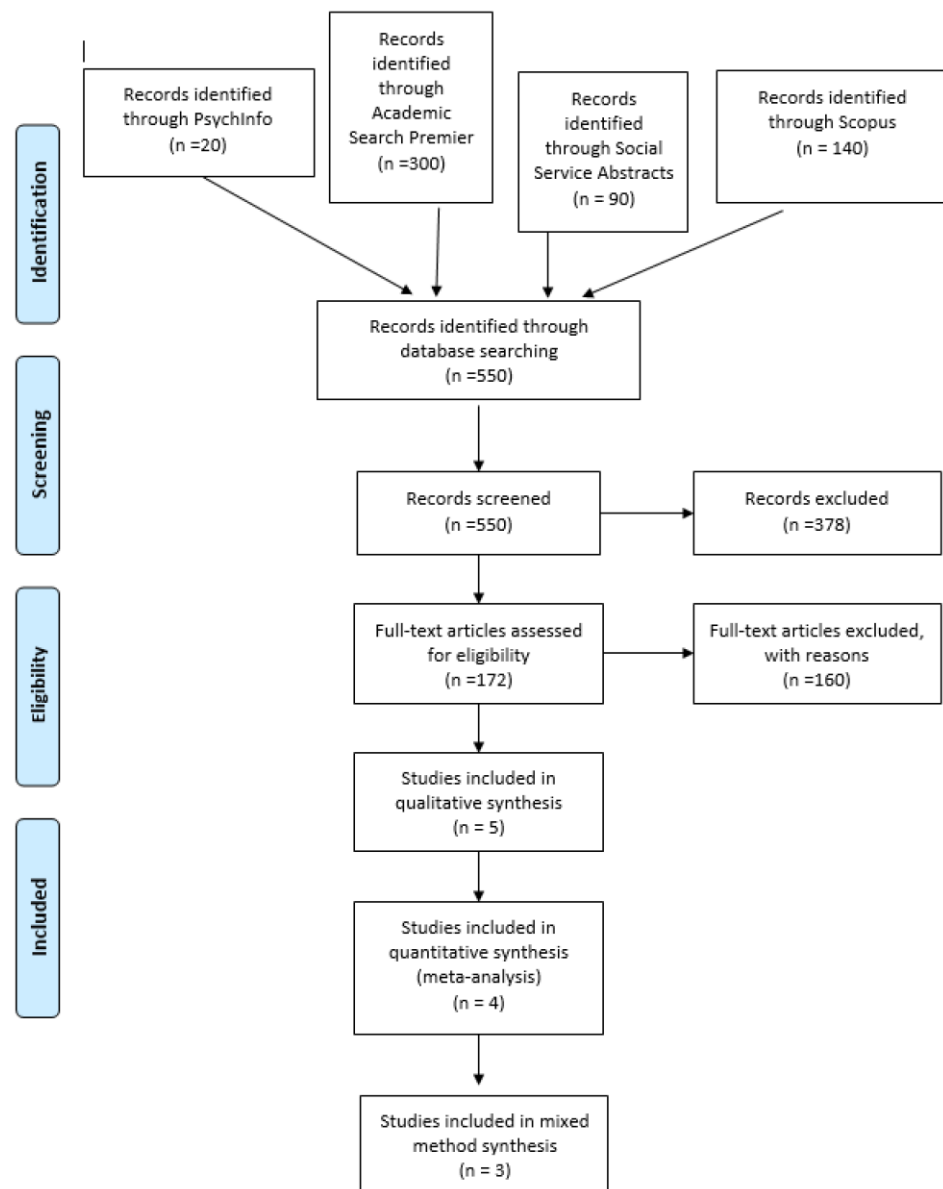 Records identified
through PsychInfo
(n =20)
Records
identified
through
Academic
Search Premier
(n =300)
Records
identified
through Social
Service Abstracts
(n = 90)
Records identified
through Scopus
(n = 140)
Identification
Records identified through
database searching
(n =550)
Screening
Records screened
(n =550)
Records excluded
(n =378)
Eligibility
Full-text articles assessed
for eligibility
(n =172)
Full-text articles excluded,
with reasons
(n =160)
Studies included in
qualitative synthesis
(n = 5)
Included
Studies included in
quantitative synthesis
(meta-analysis)
(n = 4)
Studies included in mixed
method synthesis
(n = 3)